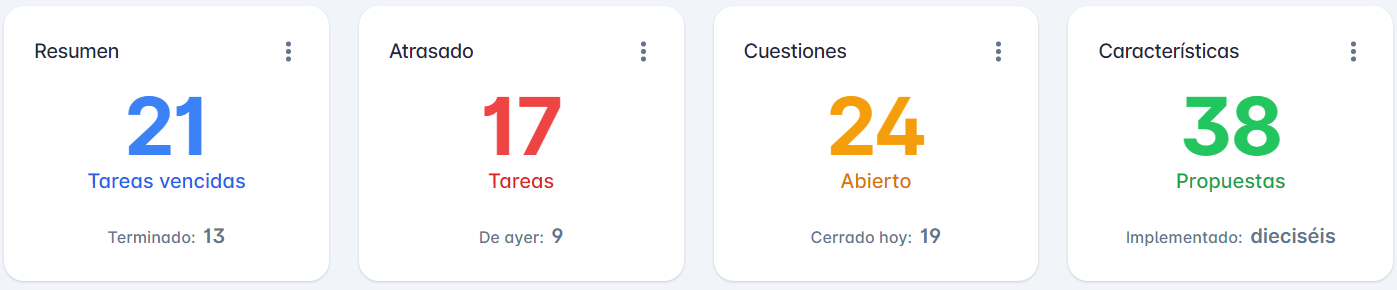 Resumen
21
Tareas vencidas
Terminado: 13
Atrasado
17
Tareas
De ayer: 9
Cuestiones
24
Abierto
Cerrado hoy: 19
Características
38
Propuestas
Implementado: dieciséis